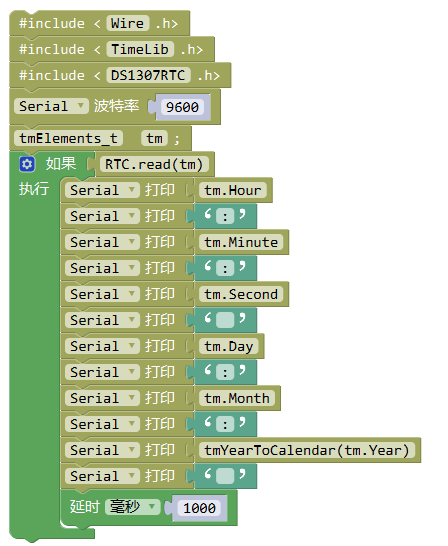 #include < Wire .h>
#include < TimeLib .h>
#include < DS1307RTC .h>
Serial 波特率 9600
tmElements_t tm ;
如果 RTC.read(tm)
执行 Serial 打印 tm.Hour
Serial 打印 ‘ : ’
Serial 打印 tm.Minute
Serial 打印 ‘ : ’
Serial 打印 tm.Second
Serial 打印 ‘ ’
Serial 打印 tm.Day
Serial 打印 ‘ : ’
Serial 打印 tm.Month
Serial 打印 ‘ : ’
Serial 打印 tmYearToCalendar(tm.Year)
Serial 打印 ‘ ’
延时 毫秒 1000